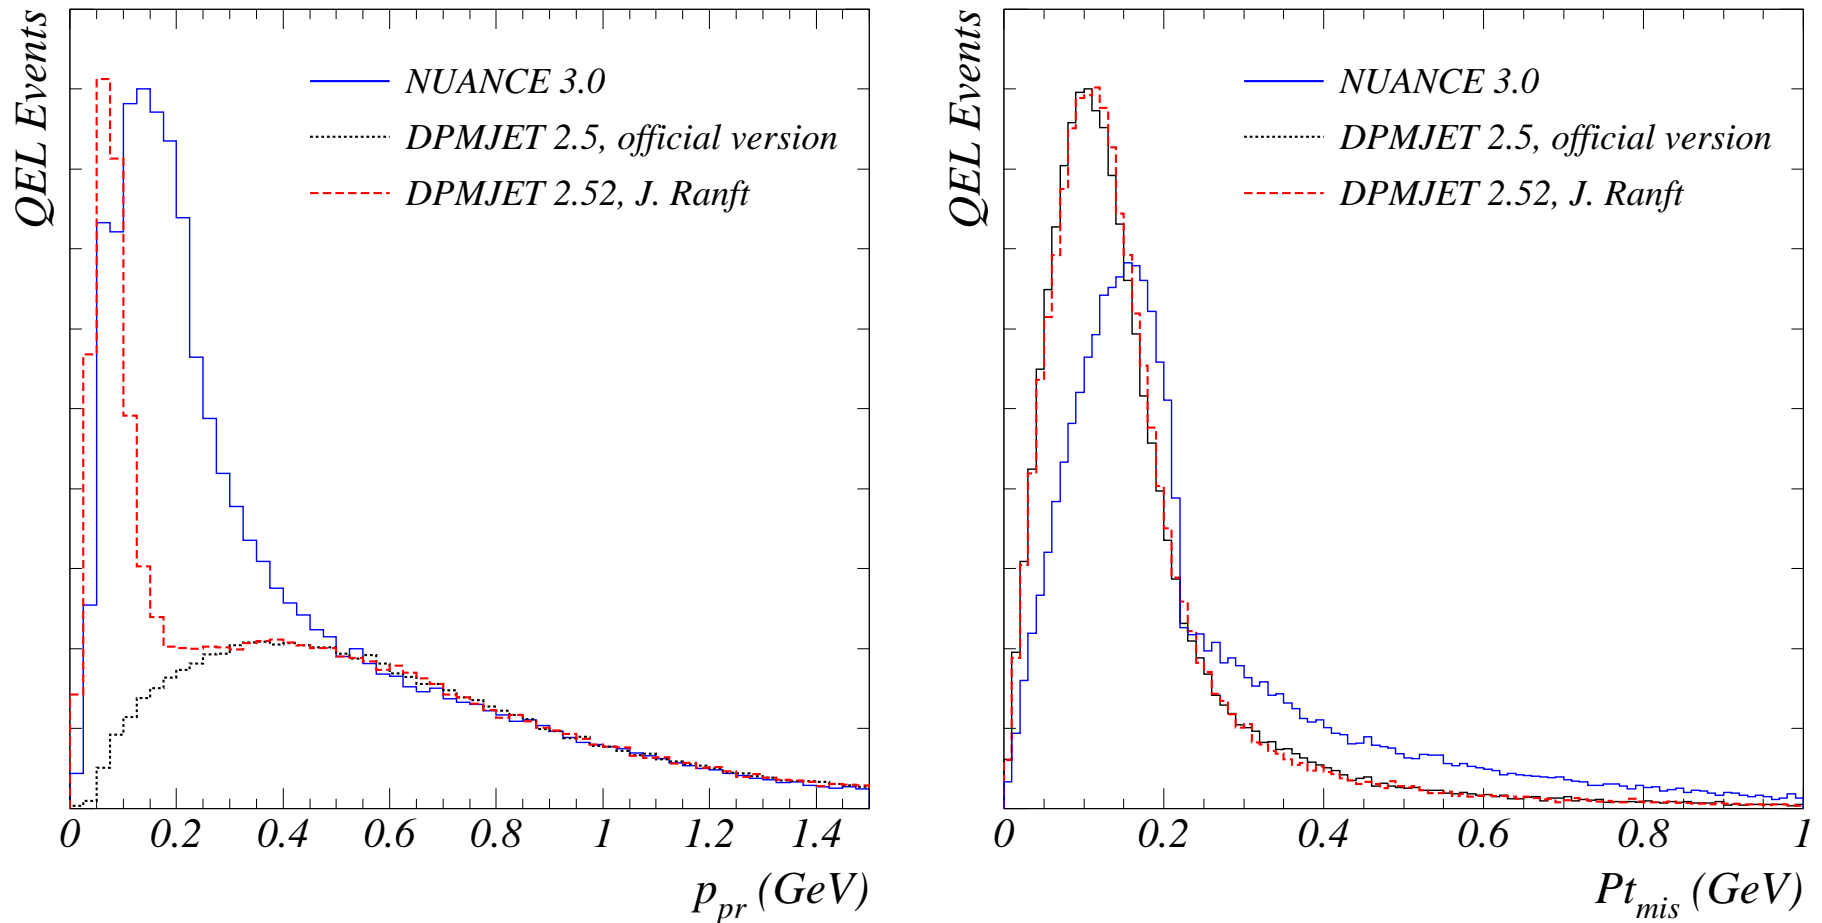 QEL Events
NUANCE 3.0
DPMJET 2.5, official version
DPMJET 2.52, J. Ranft
0 0.2 0.4 0.6 0.8 1 1.2 1.4
p_pr (GeV)
QEL Events
NUANCE 3.0
DPMJET 2.5, official version
DPMJET 2.52, J. Ranft
0 0.2 0.4 0.6 0.8 1
Pt_mis (GeV)